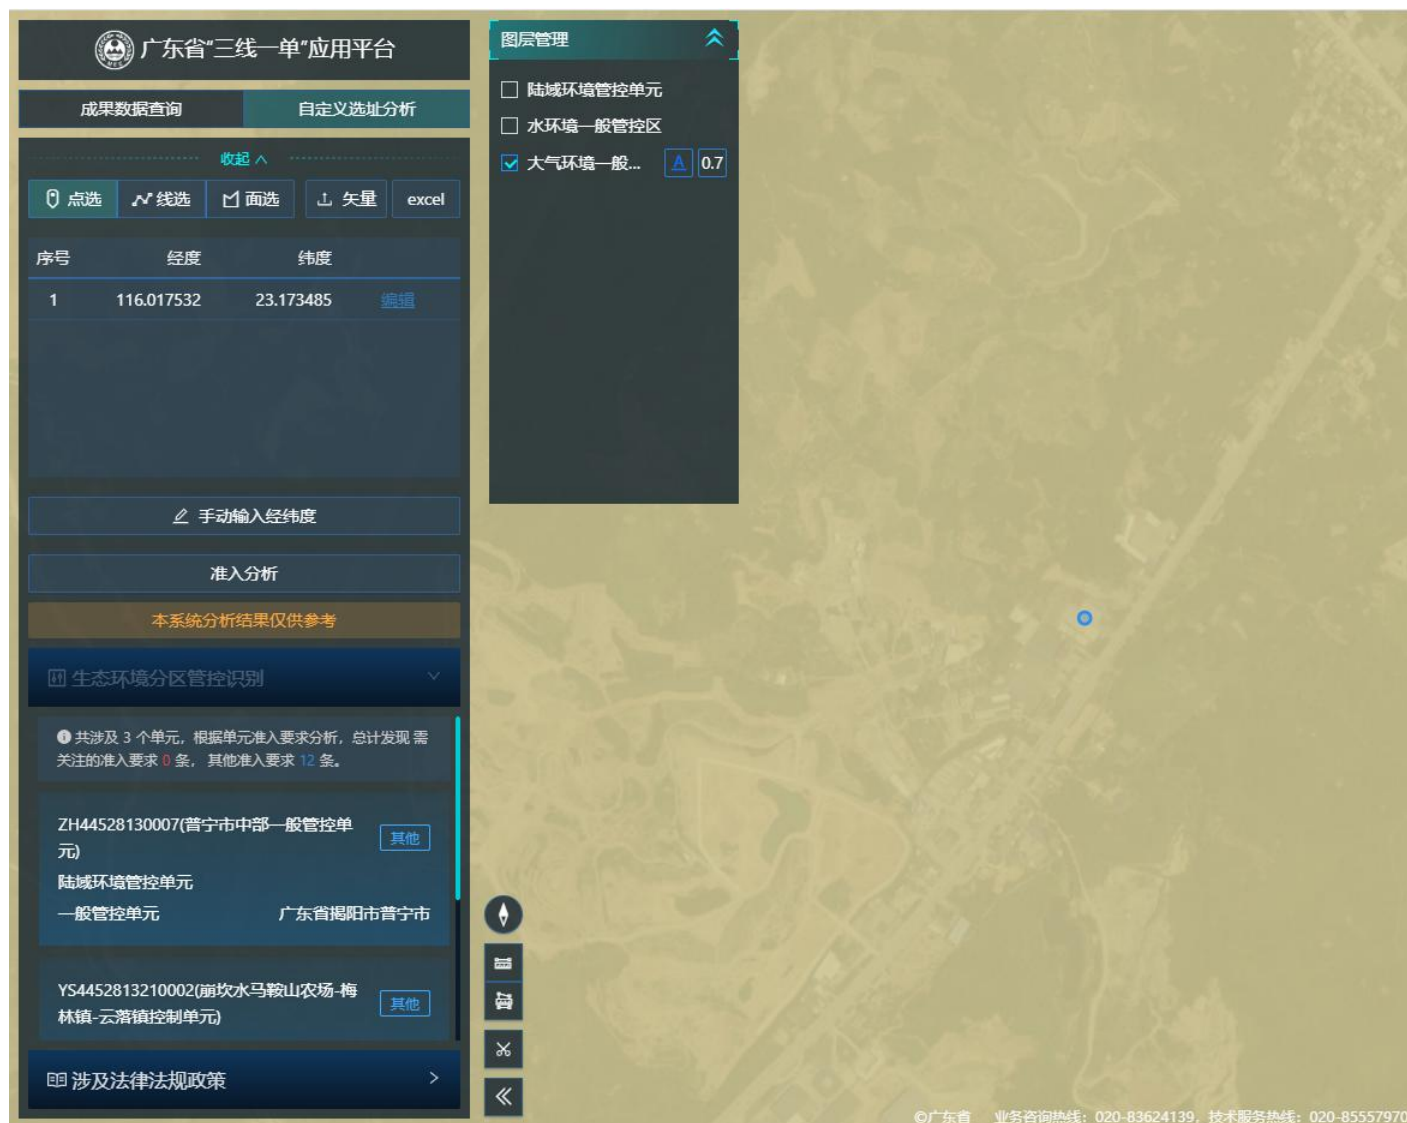 广东省"三线一单"应用平台
成果数据查询
自定义选址分析
收起
点选
线选
面选
矢量
excel
序号 经度 纬度
1 116.017532 23.173485 编辑
手动输入经纬度
准入分析
本系统分析结果仅供参考
生态环境分区管控识别
共涉及 3 个单元，根据单元准入要求分析，总计发现 需
关注的准入要求 0 条， 其他准入要求 12 条。
ZH44528130007(普宁市中部一般管控单
元)
其他
陆域环境管控单元
一般管控单元 广东省揭阳市普宁市
YS4452813210002(崩坎水马鞍山农场-梅
林镇-云落镇控制单元)
其他
涉及法律法规政策
图层管理
陆域环境管控单元
水环境一般管控区
大气环境一般... A 0.7
©广东省 业务咨询热线：020-83624139，技术服务热线：020-85557970